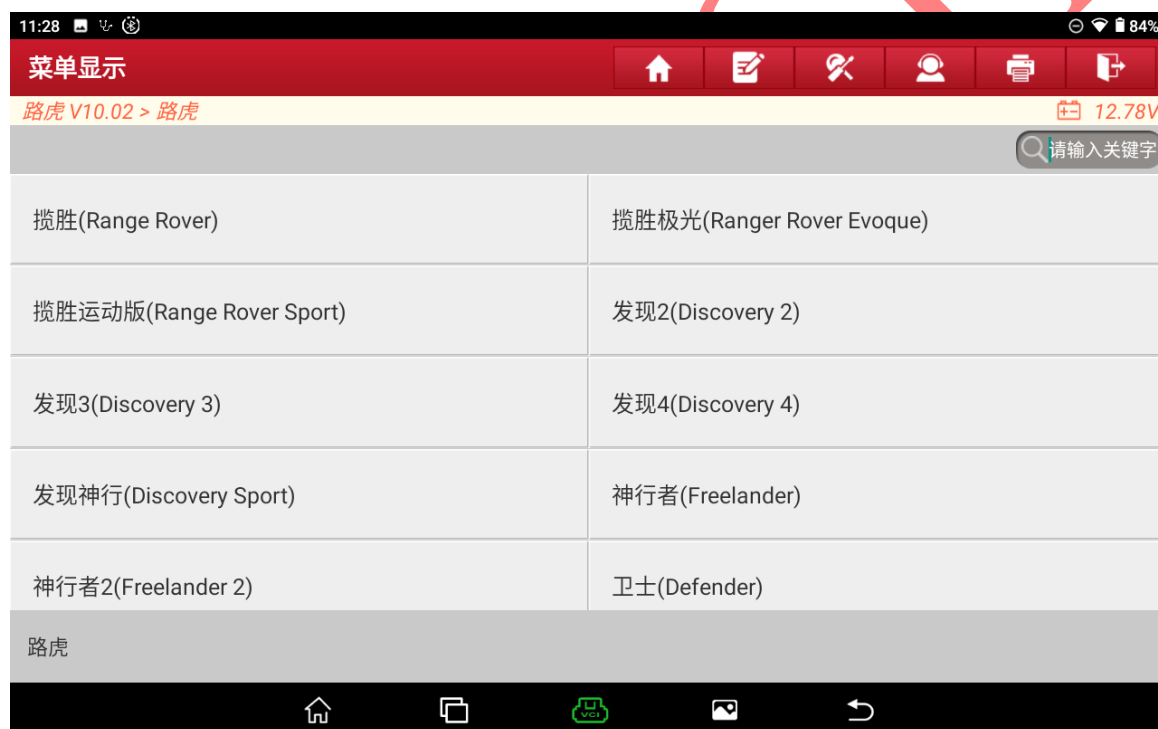 11:28 84%
菜单显示
路虎 V10.02 > 路虎 12.78V
请输入关键字
揽胜(Range Rover) 揽胜极光(Ranger Rover Evoque)
揽胜运动版(Range Rover Sport) 发现2(Discovery 2)
发现3(Discovery 3) 发现4(Discovery 4)
发现神行(Discovery Sport) 神行者(Freelander)
神行者2(Freelander 2) 卫士(Defender)
路虎
VCI